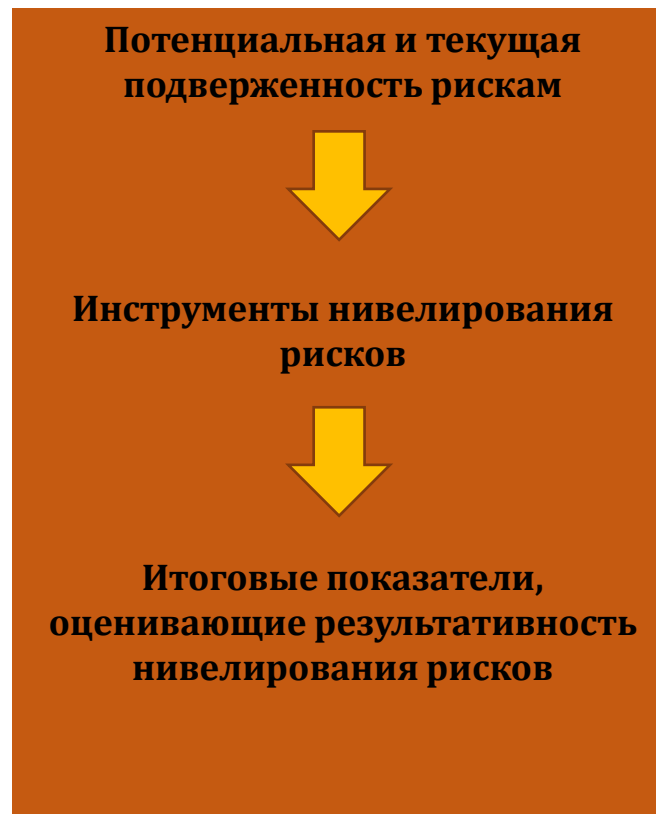 Потенциальная и текущая
подверженность рискам
Инструменты нивелирования
рисков
Итоговые показатели,
оценивающие результативность
нивелирования рисков